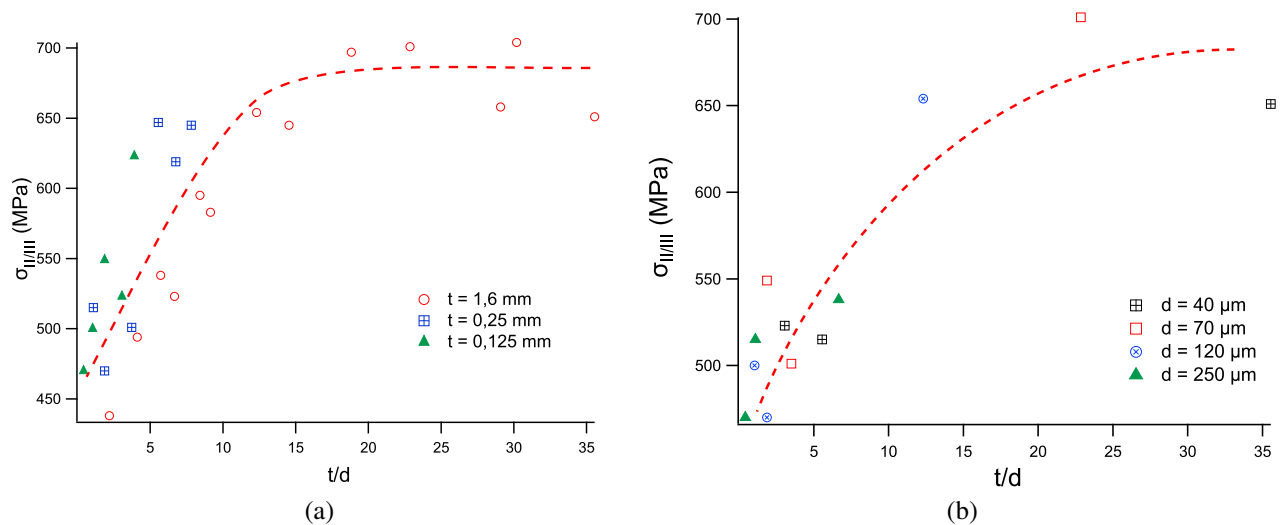 700
650
600
550
500
450
σII/III (MPa)
5
10
15
20
25
30
35
t/d
t = 1,6 mm
t = 0,25 mm
t = 0,125 mm
(a)
700
650
600
550
500
σII/III (MPa)
5
10
15
20
25
30
35
t/d
d = 40 µm
d = 70 µm
d = 120 µm
d = 250 µm
(b)